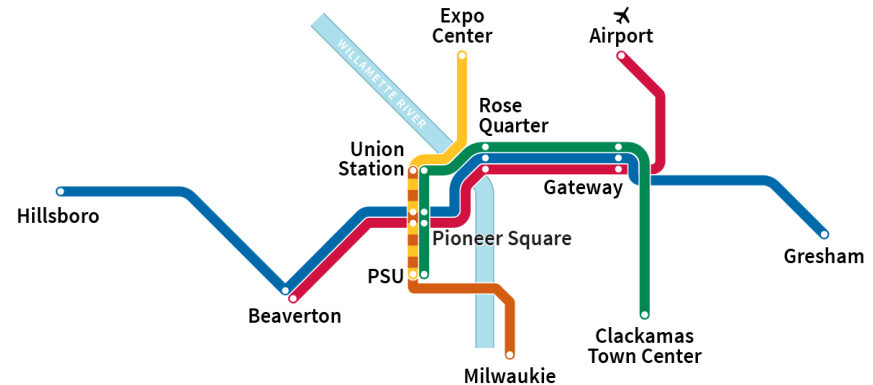 Expo
Center
Airport
WILLAMETTE RIVER
Rose
Quarter
Union
Station
Gateway
Hillsboro
Pioneer Square
Gresham
PSU
Beaverton
Clackamas
Town Center
Milwaukie